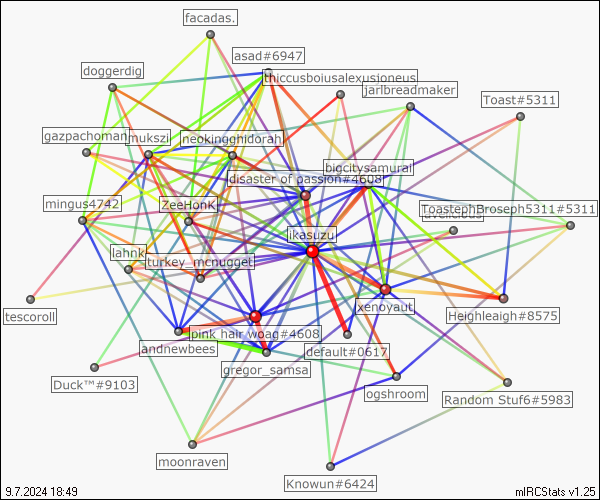 facadas.
asad#6947
doggerdig
thiccusboiusalexusjoneus
jarlbreadmaker
Toast#5311
gazpachoman
mukszi
neokingghidorah
bigcitysamurai
disaster of passion#4608
mingus4742
ZeeHonK
ToastephBroseph5311#5311
ikasuzu
lahnk
turkey_mcnugget
tescoroll
xenoyaut
Heighleaigh#8575
pink hair woag#4608
andnewbees
default#0617
gregor_samsa
Duck™#9103
ogshroom
Random Stuf6#5983
moonraven
Knowun#6424
9.7.2024 18:49
mIRCStats v1.25